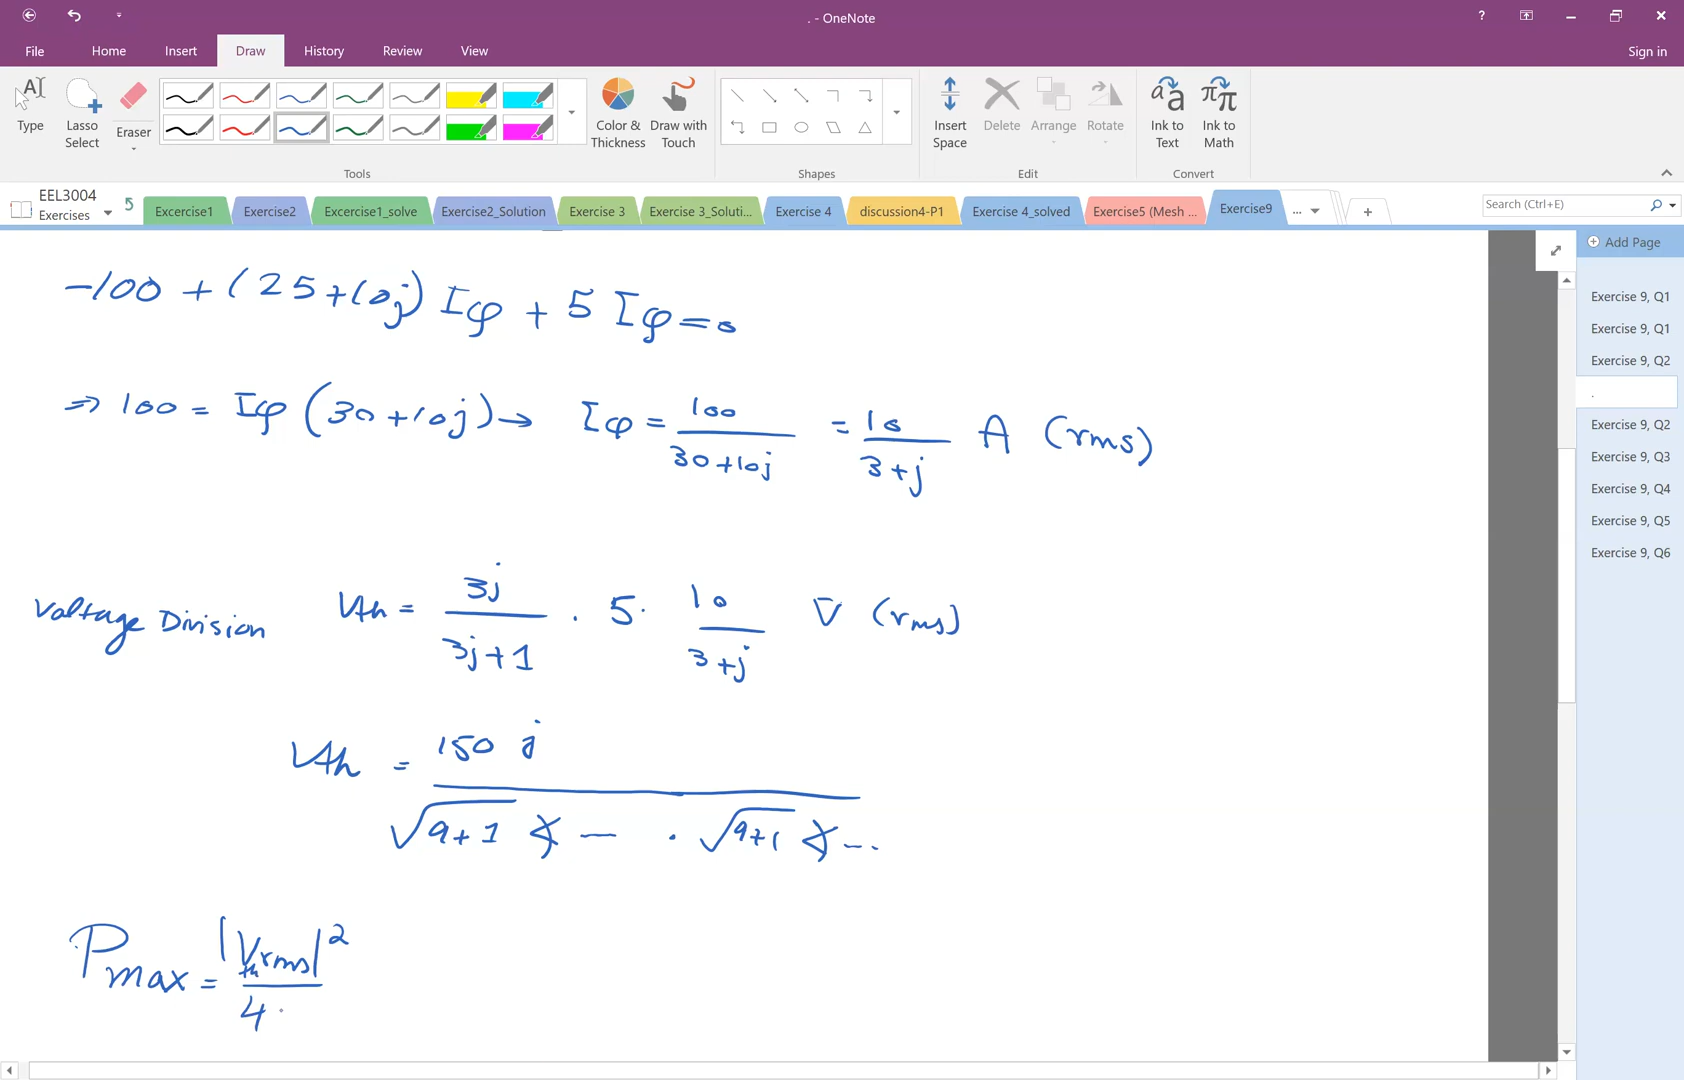 . - OneNote
?
File Home Insert Draw History Review View Sign in
Type Lasso Select Eraser Color & Thickness Draw with Touch Insert Space Delete Arrange Rotate Ink to Text Ink to Math
Tools Shapes Edit Convert
EEL3004 Exercises Excercise1 Exercise2 Excercise1_solve Exercise2_Solution Exercise 3 Exercise 3_Soluti... Exercise 4 discussion4-P1 Exercise 4_solved Exercise5 (Mesh ... Exercise9 ... Search (Ctrl+E)
Add Page
Exercise 9, Q1
Exercise 9, Q1
Exercise 9, Q2
.
Exercise 9, Q2
Exercise 9, Q3
Exercise 9, Q4
Exercise 9, Q5
Exercise 9, Q6
-100 + (25+10j) Iφ + 5 Iφ = 0
⇒ 100 = Iφ (30+10j) → Iφ = 100 / 30+10j = 10 / 3+j A (rms)
Voltage Division Vth = 3j / 3j+1 . 5 . 10 / 3+j V (rms)
Vth = 150 j / √9+1 ∠ — . √9+1 ∠ ...
Pmax = |Vth rms|² / 4 .